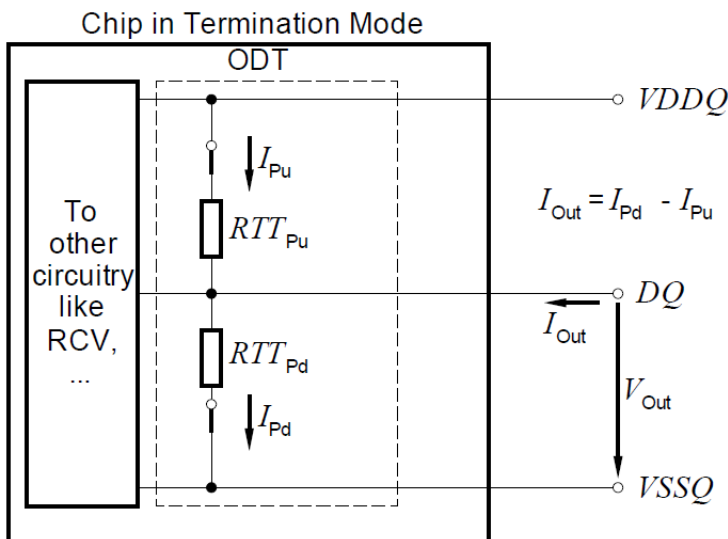 Chip in Termination Mode
ODT
VDDQ
I_Pu
I_Out = I_Pd - I_Pu
RTT_Pu
To
other
circuitry
like
RCV,
...
DQ
I_Out
RTT_Pd
V_Out
I_Pd
VSSQ